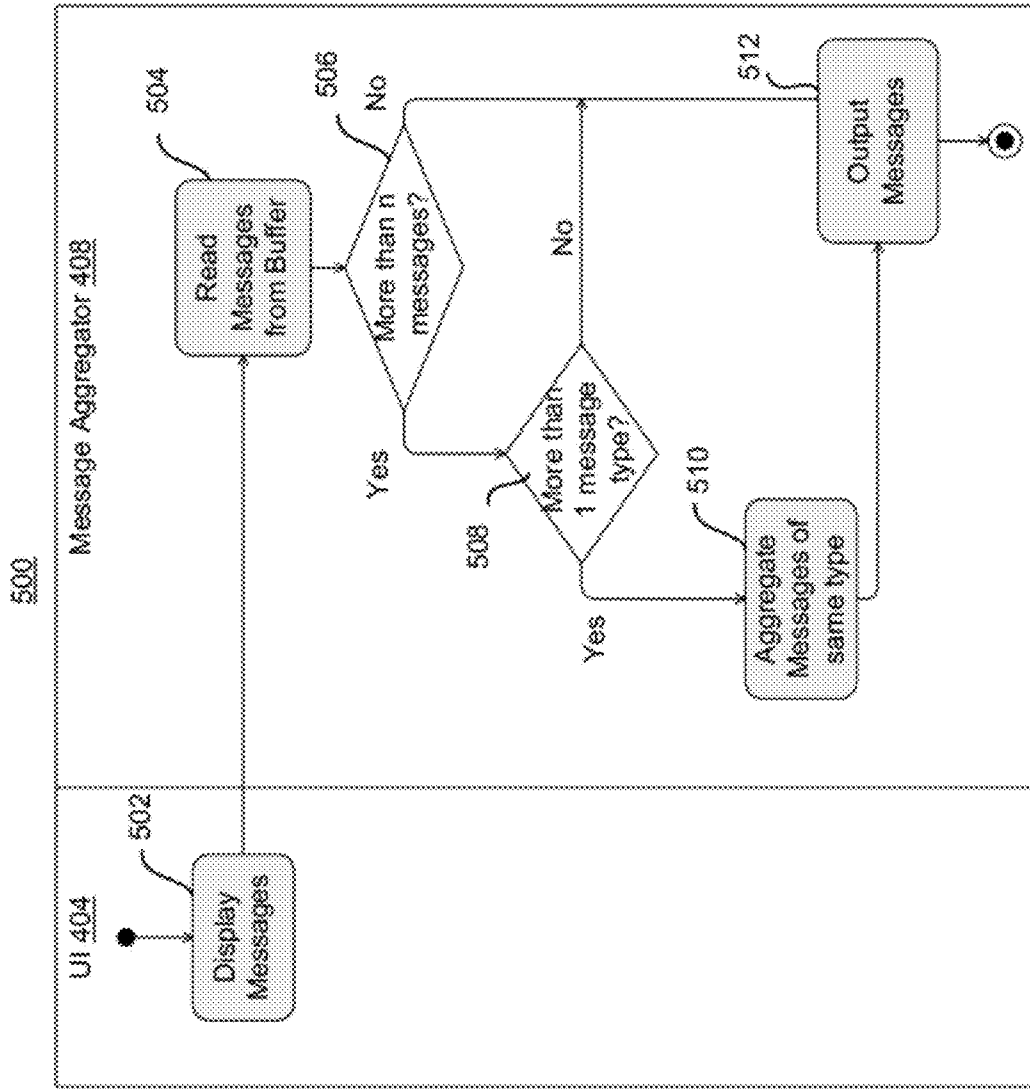 500
UI 404
Message Aggregator 408
502
Display
Messages
504
Read
Messages
from Buffer
506
More than n
messages?
No
Yes
508
More than
1 message
type?
No
Yes
510
Aggregate
Messages of
same type
512
Output
Messages